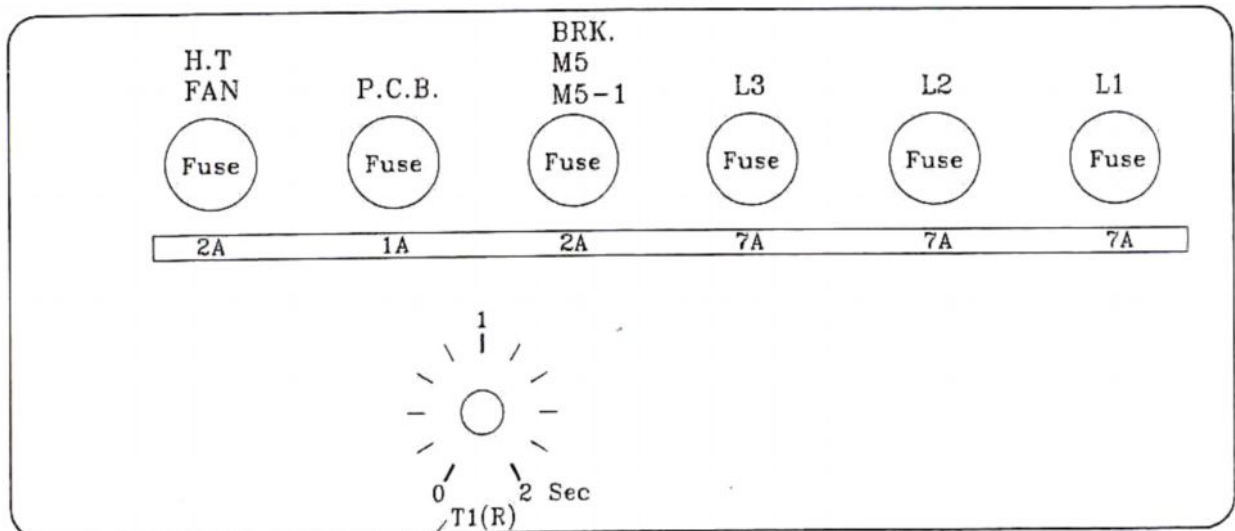 H.T
FAN
P.C.B.
BRK.
M5
M5-1
L3
L2
L1
Fuse
Fuse
Fuse
Fuse
Fuse
Fuse
2A
1A
2A
7A
7A
7A
1
0
2 Sec
T1(R)